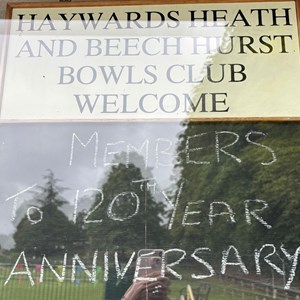 HAYWARDS HEATH
AND BEECH HURST
BOWLS CLUB
WELCOME
MEMBERS
TO 120TH YEAR
ANNIVERSARY